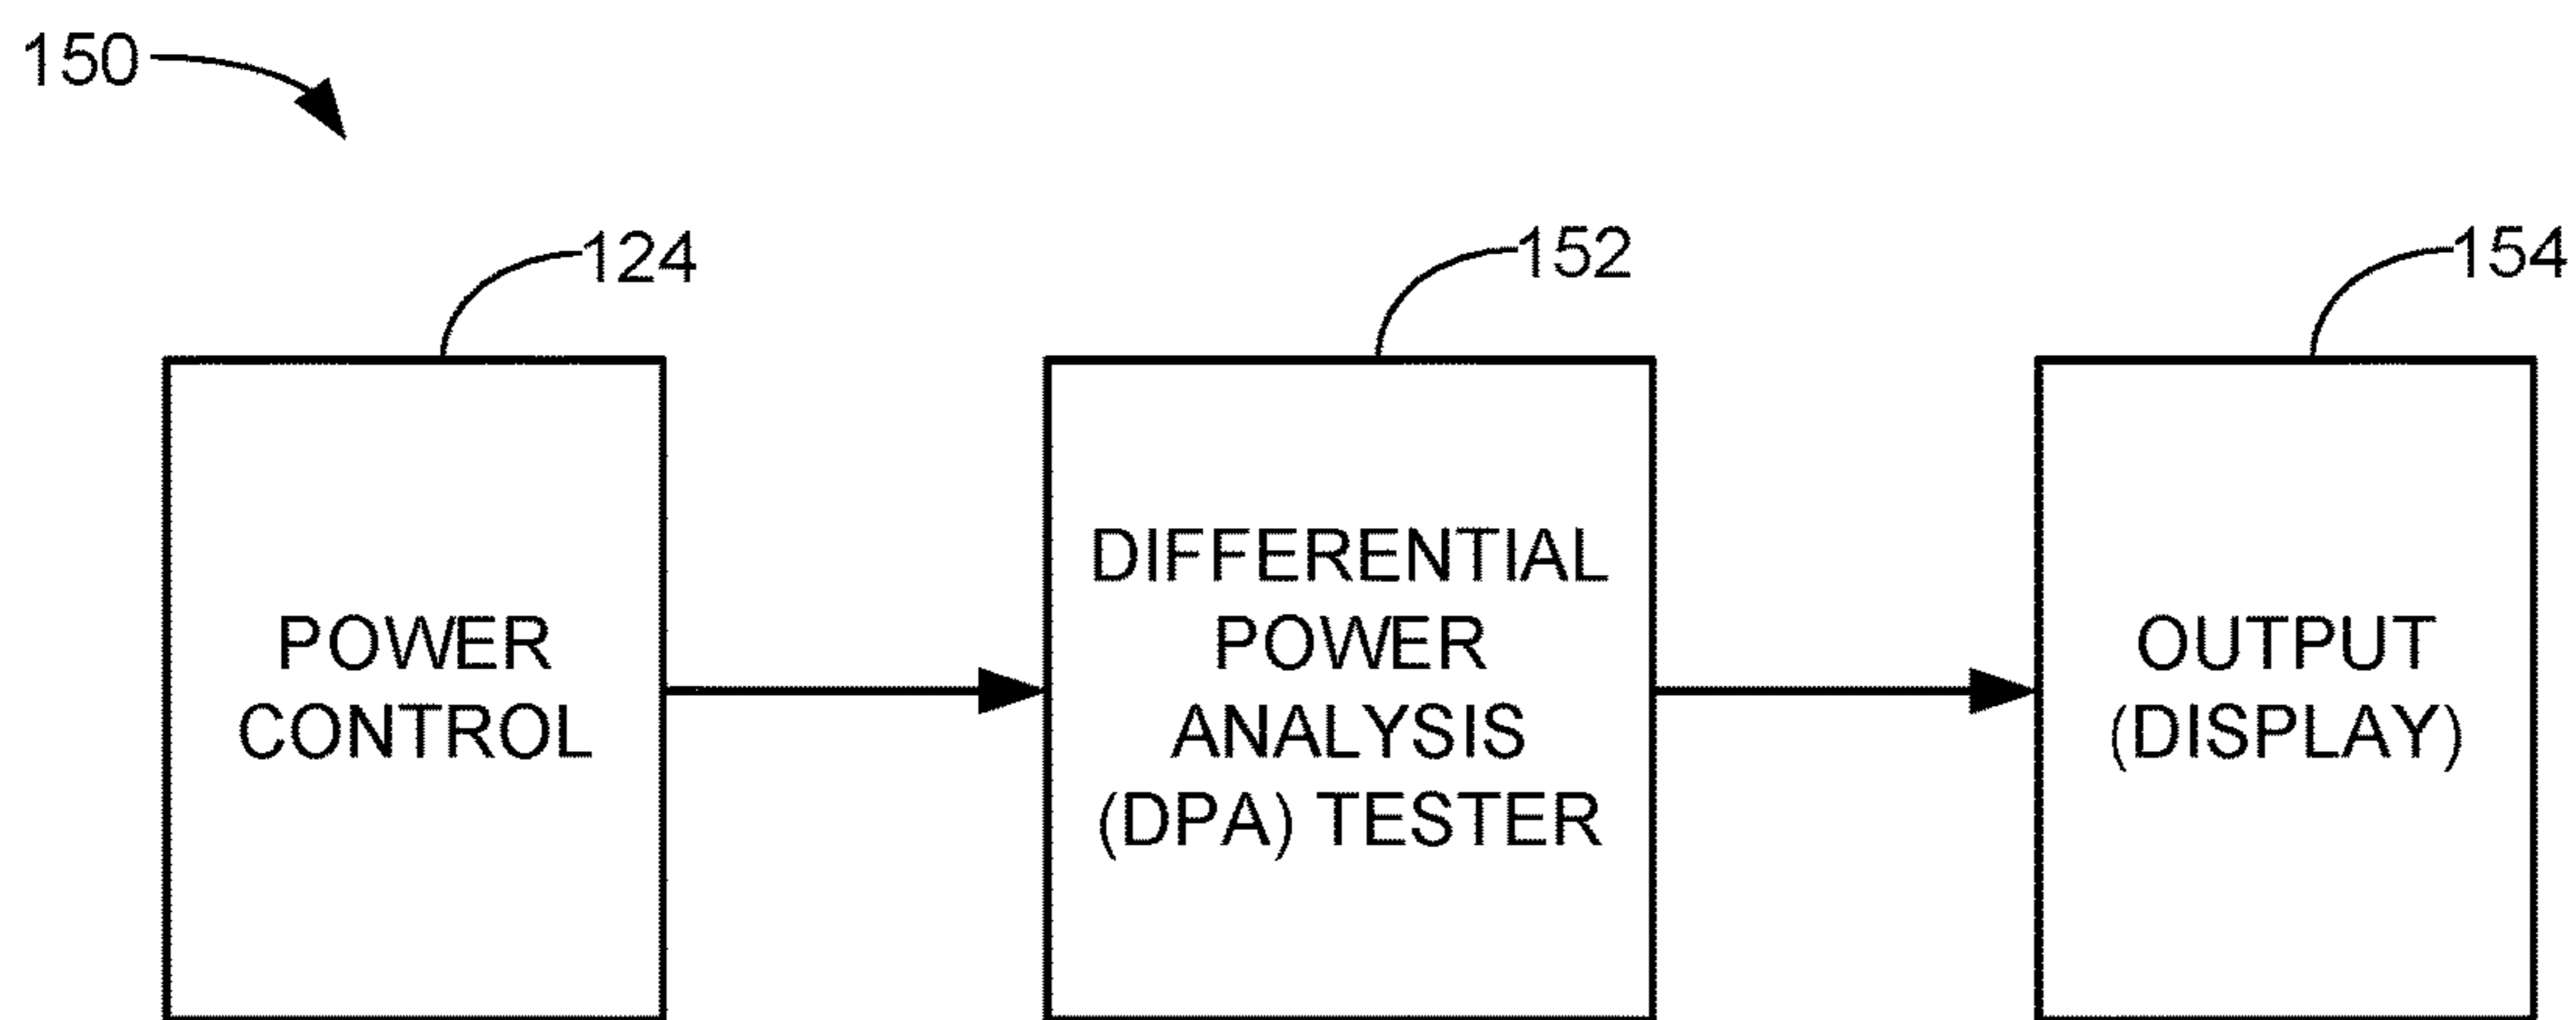 150
124
152
154
POWER
CONTROL
DIFFERENTIAL
POWER
ANALYSIS
(DPA) TESTER
OUTPUT
(DISPLAY)